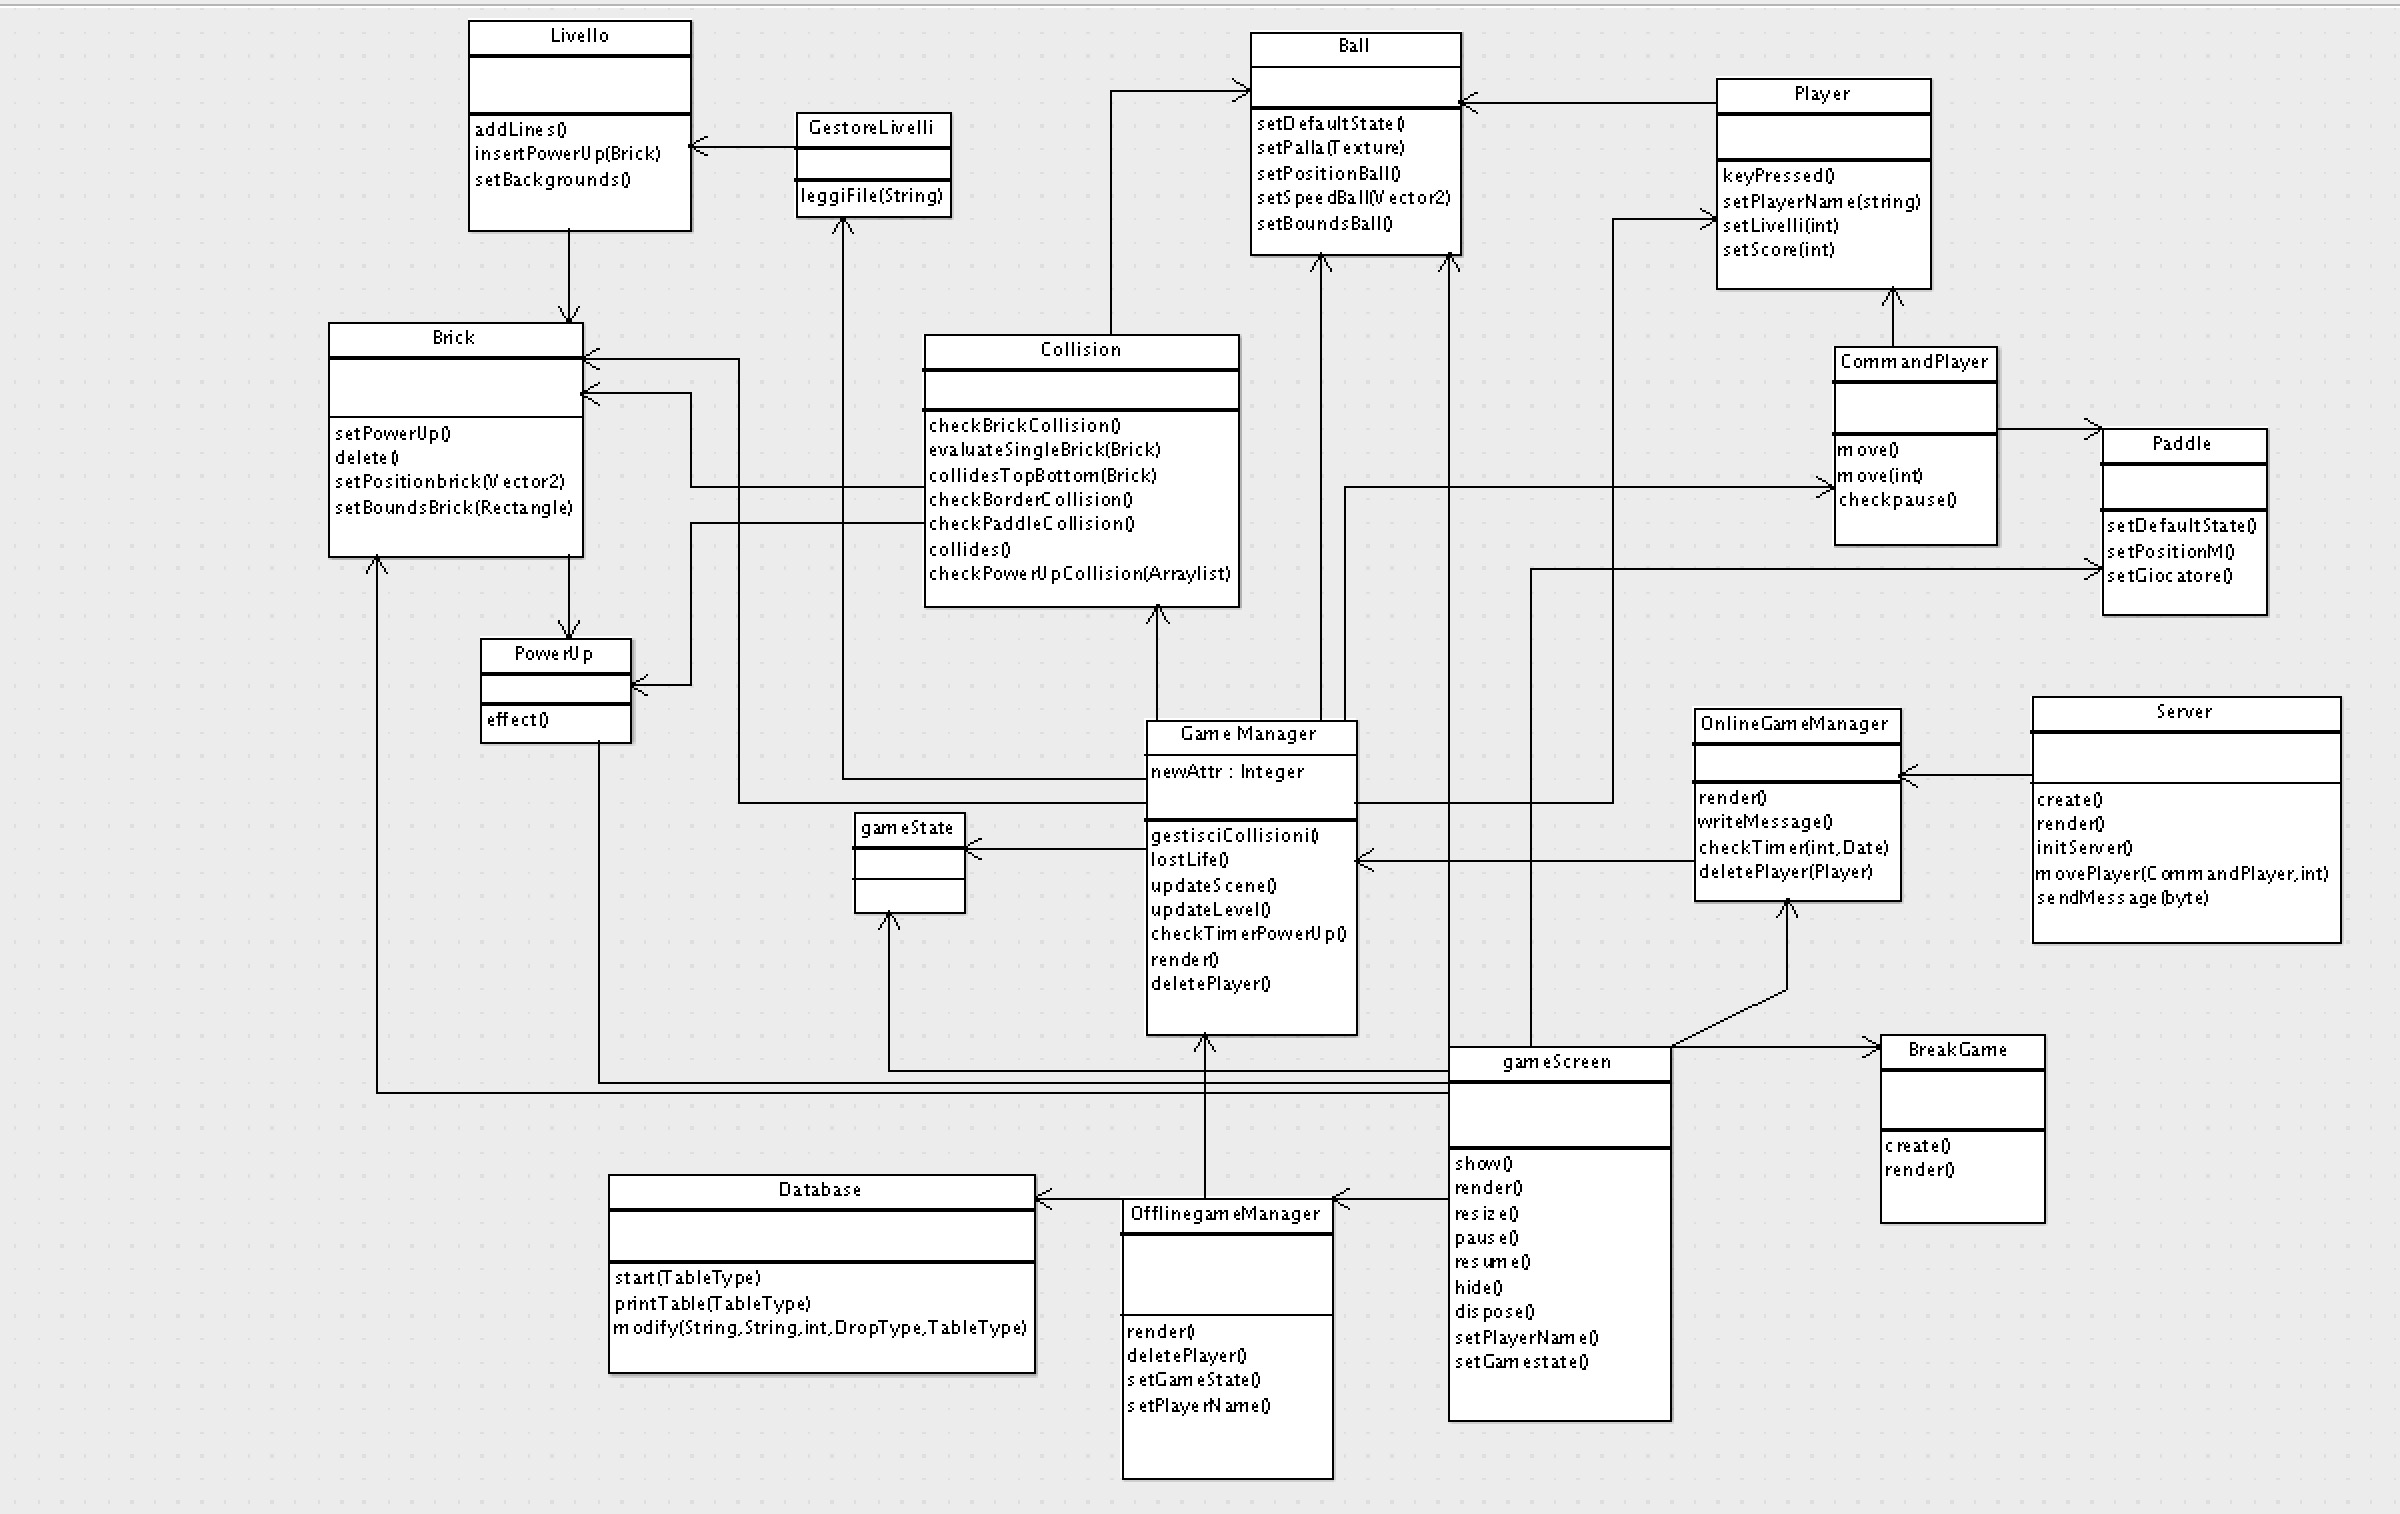 Livello
addLines()
insertPowerUp(Brick)
setBackgrounds()
GestoreLivelli
leggiFile(String)
Ball
setDefaultState()
setPalla(Texture)
setPositionBall()
setSpeedBall(Vector2)
setBoundsBall()
Player
keyPressed()
setPlayerName(string)
setLivelli(int)
setScore(int)
Brick
setPowerUp()
delete()
setPositionbrick(Vector2)
setBoundsBrick(Rectangle)
Collision
checkBrickCollision()
evaluateSingleBrick(Brick)
collidesTopBottom(Brick)
checkBorderCollision()
checkPaddleCollision()
collides()
checkPowerUpCollision(Arraylist)
CommandPlayer
move()
move(int)
checkpause()
Paddle
setDefaultState()
setPositionM()
setGiocatore()
PowerUp
effect()
Game Manager
newAttr : Integer
gestisciCollisioni()
lostLife()
updateScene()
updateLevel()
checkTimerPowerUp()
render()
deletePlayer()
gameState
OnlineGameManager
render()
writeMessage()
checkTimer(int,Date)
deletePlayer(Player)
Server
create()
render()
initServer()
movePlayer(CommandPlayer,int)
sendMessage(byte)
gameScreen
show()
render()
resize()
pause()
resume()
hide()
dispose()
setPlayerName()
setGamestate()
BreakGame
create()
render()
Database
start(TableType)
printTable(TableType)
modify(String,String,int,DropType,TableType)
OfflinegameManager
render()
deletePlayer()
setGameState()
setPlayerName()